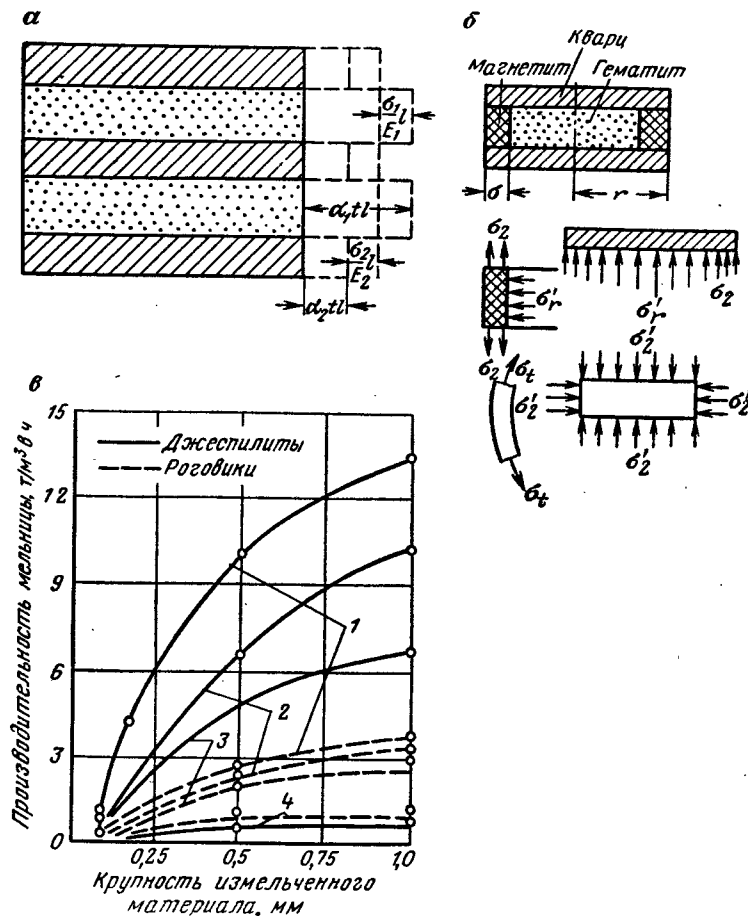 а
σ₁/E₁ l
α₁tl
σ₂/E₂ l
α₂tl
б
Кварц
Магнетит
Гематит
б
r
σ₂
σ'r
σ₂
σ'r
σ₂
σ'₂
σt
σ'₂
σ'₂
σ'₂
σt
в
Производительность мельницы, т/м³ в ч
15
12
9
6
3
0
Джеспилиты
Роговики
1
2
3
4
0,25
0,5
0,75
1,0
Крупность измельченного
материала, мм